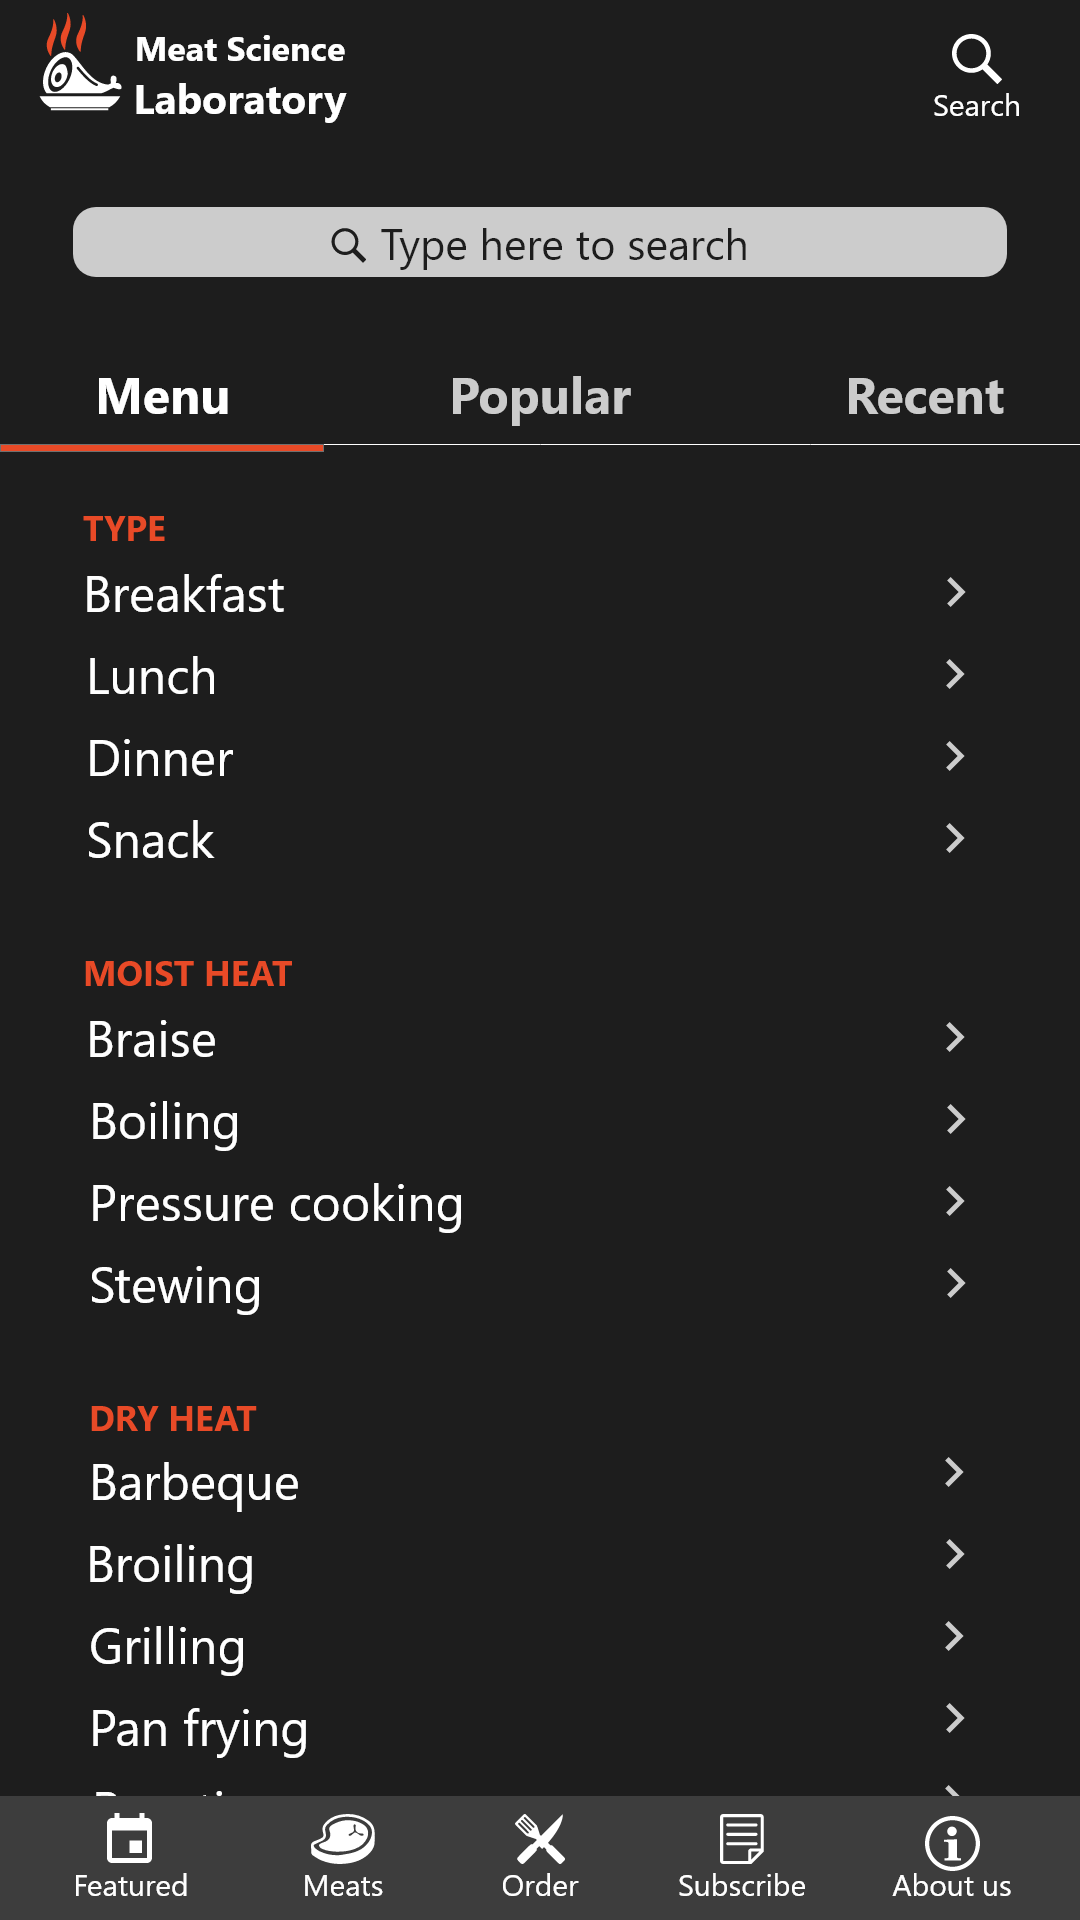 Meat Science
Laboratory
Search
Type here to search
Menu Popular Recent
TYPE
Breakfast
Lunch
Dinner
Snack
MOIST HEAT
Braise
Boiling
Pressure cooking
Stewing
DRY HEAT
Barbeque
Broiling
Grilling
Pan frying
Featured Meats Order Subscribe About us